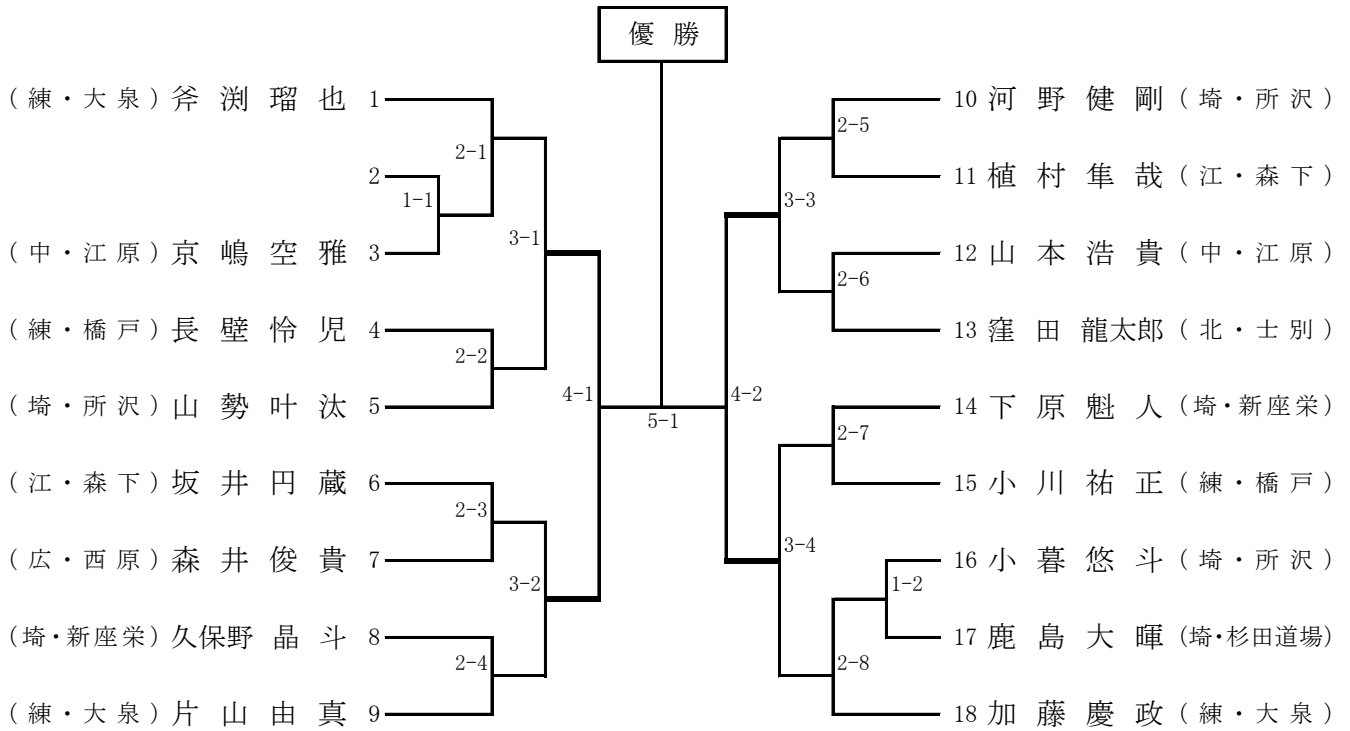 優勝
(練・大泉) 斧渕瑠也 1
2-1
2
1-1
(中・江原) 京嶋空雅 3
3-1
(練・橋戸) 長壁怜児 4
2-2
(埼・所沢) 山勢叶汰 5
4-1
(江・森下) 坂井円蔵 6
2-3
(広・西原) 森井俊貴 7
3-2
(埼・新座栄) 久保野晶斗 8
2-4
(練・大泉) 片山由真 9
5-1
10 河野健剛 (埼・所沢)
2-5
11 植村隼哉 (江・森下)
3-3
12 山本浩貴 (中・江原)
2-6
13 窪田龍太郎 (北・士別)
4-2
14 下原魁人 (埼・新座栄)
2-7
15 小川祐正 (練・橋戸)
3-4
16 小暮悠斗 (埼・所沢)
1-2
17 鹿島大暉 (埼・杉田道場)
2-8
18 加藤慶政 (練・大泉)